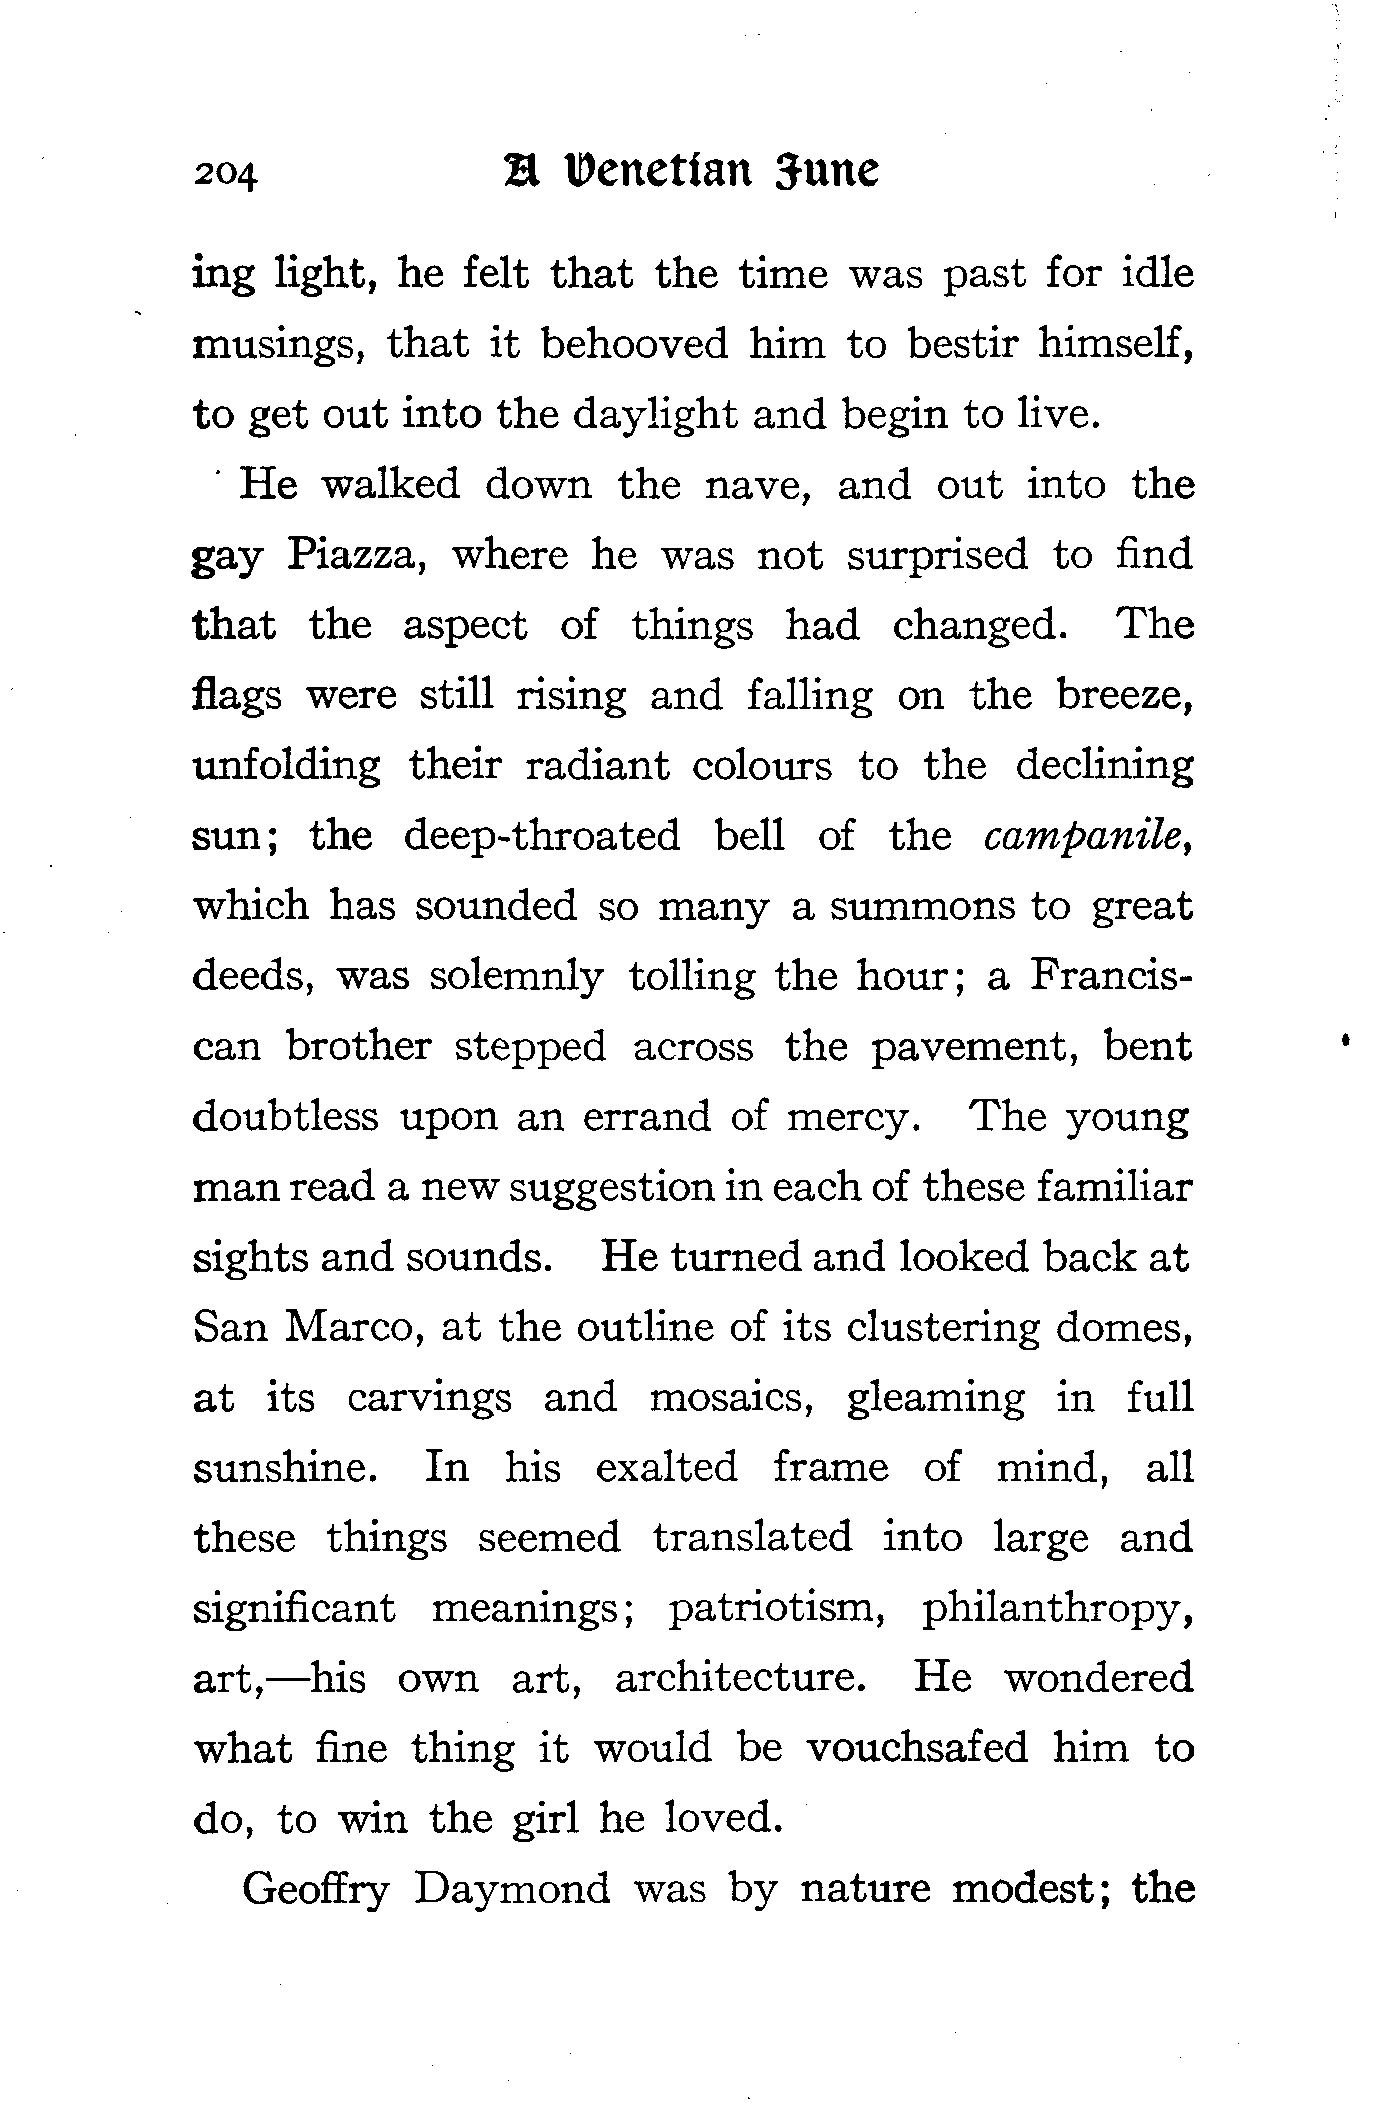 204 A Venetian June
ing light, he felt that the time was past for idle
musings, that it behooved him to bestir himself,
to get out into the daylight and begin to live.
He walked down the nave, and out into the
gay Piazza, where he was not surprised to find
that the aspect of things had changed. The
flags were still rising and falling on the breeze,
unfolding their radiant colours to the declining
sun; the deep-throated bell of the campanile,
which has sounded so many a summons to great
deeds, was solemnly tolling the hour; a Francis-
can brother stepped across the pavement, bent
doubtless upon an errand of mercy. The young
man read a new suggestion in each of these familiar
sights and sounds. He turned and looked back at
San Marco, at the outline of its clustering domes,
at its carvings and mosaics, gleaming in full
sunshine. In his exalted frame of mind, all
these things seemed translated into large and
significant meanings; patriotism, philanthropy,
art,—his own art, architecture. He wondered
what fine thing it would be vouchsafed him to
do, to win the girl he loved.
Geoffry Daymond was by nature modest; the